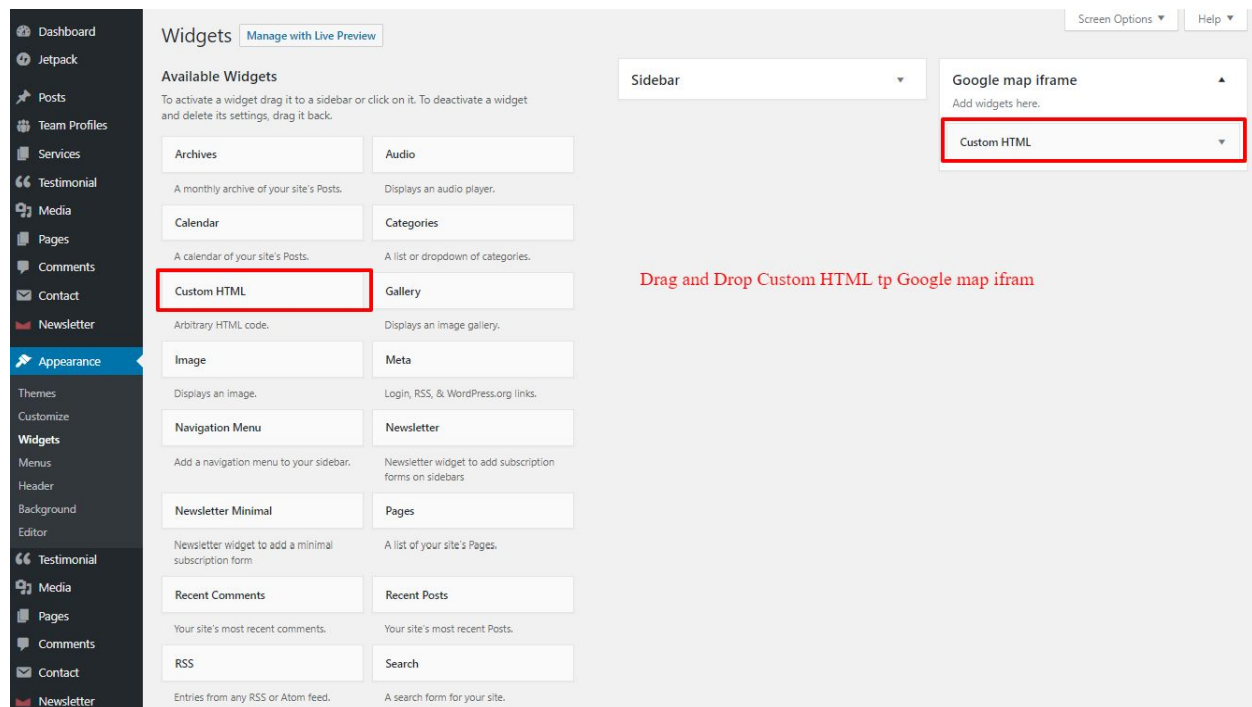 Screen Options
Help
Dashboard
Jetpack
Posts
Team Profiles
Services
Testimonial
Media
Pages
Comments
Contact
Newsletter
Appearance
Themes
Customize
Widgets
Menus
Header
Background
Editor
Testimonial
Media
Pages
Comments
Contact
Newsletter
Widgets
Manage with Live Preview
Available Widgets
To activate a widget drag it to a sidebar or click on it. To deactivate a widget
and delete its settings, drag it back.
Archives
Audio
A monthly archive of your site's Posts.
Displays an audio player.
Calendar
Categories
A calendar of your site's Posts.
A list or dropdown of categories.
Custom HTML
Gallery
Arbitrary HTML code.
Displays an image gallery.
Image
Meta
Displays an image.
Login, RSS, & WordPress.org links.
Navigation Menu
Newsletter
Add a navigation menu to your sidebar.
Newsletter widget to add subscription
forms on sidebars
Newsletter Minimal
Pages
Newsletter widget to add a minimal
subscription form
A list of your site's Pages.
Recent Comments
Recent Posts
Your site's most recent comments.
Your site's most recent Posts.
RSS
Search
Entries from any RSS or Atom feed.
A search form for your site.
Sidebar
Google map iframe
Add widgets here.
Custom HTML
Drag and Drop Custom HTML tp Google map ifram